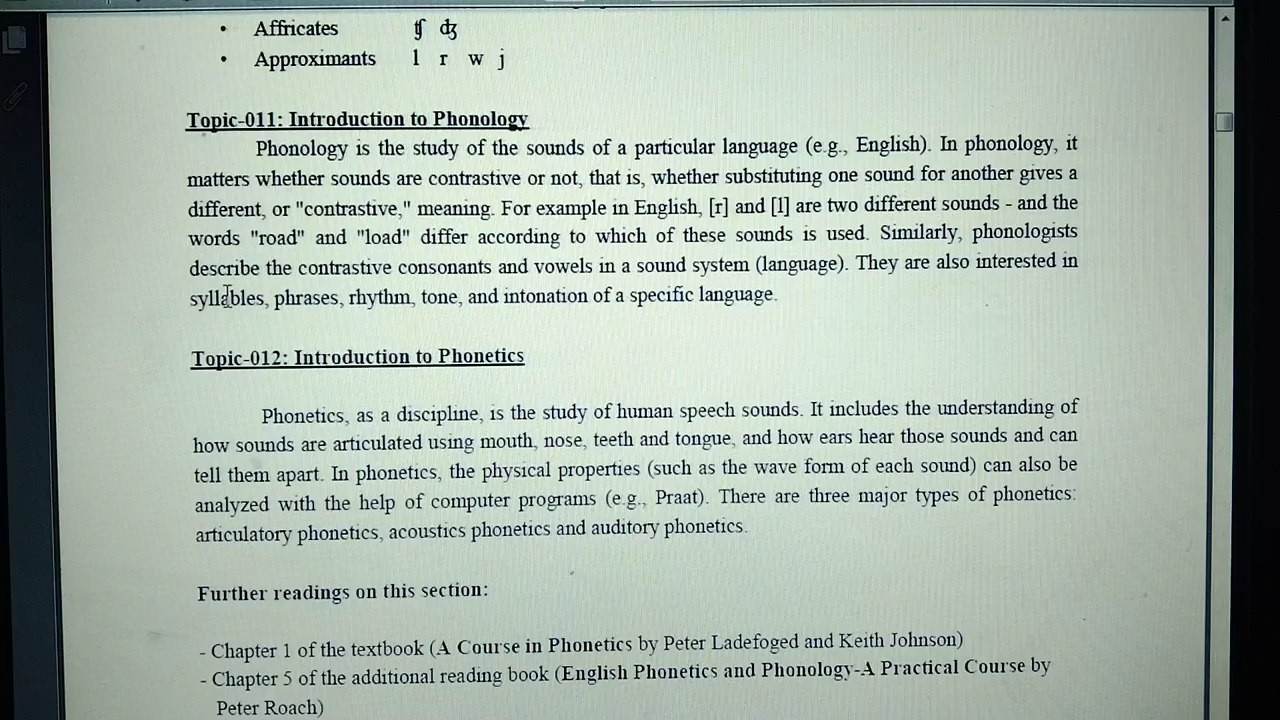 • Affricates ʧ ʤ
• Approximants l r w j
Topic-011: Introduction to Phonology
Phonology is the study of the sounds of a particular language (e.g., English). In phonology, it
matters whether sounds are contrastive or not, that is, whether substituting one sound for another gives a
different, or "contrastive," meaning. For example in English, [r] and [l] are two different sounds - and the
words "road" and "load" differ according to which of these sounds is used. Similarly, phonologists
describe the contrastive consonants and vowels in a sound system (language). They are also interested in
syllables, phrases, rhythm, tone, and intonation of a specific language.
Topic-012: Introduction to Phonetics
Phonetics, as a discipline, is the study of human speech sounds. It includes the understanding of
how sounds are articulated using mouth, nose, teeth and tongue, and how ears hear those sounds and can
tell them apart. In phonetics, the physical properties (such as the wave form of each sound) can also be
analyzed with the help of computer programs (e.g., Praat). There are three major types of phonetics:
articulatory phonetics, acoustics phonetics and auditory phonetics.
Further readings on this section:
- Chapter 1 of the textbook (A Course in Phonetics by Peter Ladefoged and Keith Johnson)
- Chapter 5 of the additional reading book (English Phonetics and Phonology-A Practical Course by
Peter Roach)